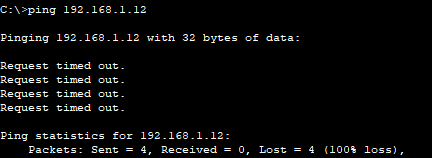 C:\>ping 192.168.1.12
Pinging 192.168.1.12 with 32 bytes of data:
Request timed out.
Request timed out.
Request timed out.
Request timed out.
Ping statistics for 192.168.1.12:
Packets: Sent = 4, Received = 0, Lost = 4 (100% loss),